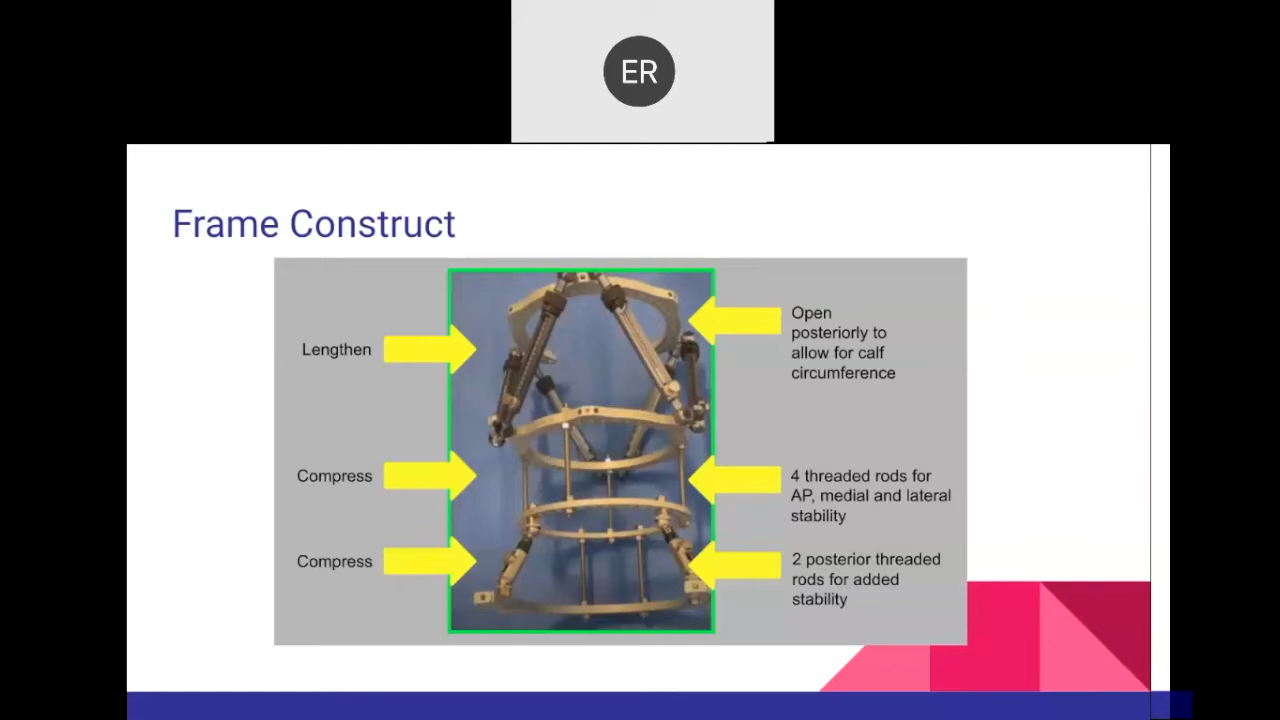 ER
Frame Construct
Lengthen
Open
posteriorly to
allow for calf
circumference
Compress
4 threaded rods for
AP, medial and lateral
stability
Compress
2 posterior threaded
rods for added
stability